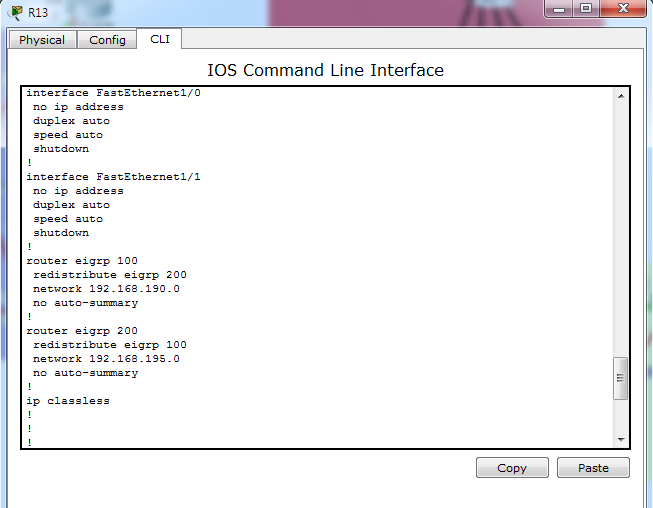 R13
Physical Config CLI
IOS Command Line Interface
interface FastEthernet1/0
 no ip address
 duplex auto
 speed auto
 shutdown
!
interface FastEthernet1/1
 no ip address
 duplex auto
 speed auto
 shutdown
!
router eigrp 100
 redistribute eigrp 200
 network 192.168.190.0
 no auto-summary
!
router eigrp 200
 redistribute eigrp 100
 network 192.168.195.0
 no auto-summary
!
ip classless
!
!
!
Copy Paste